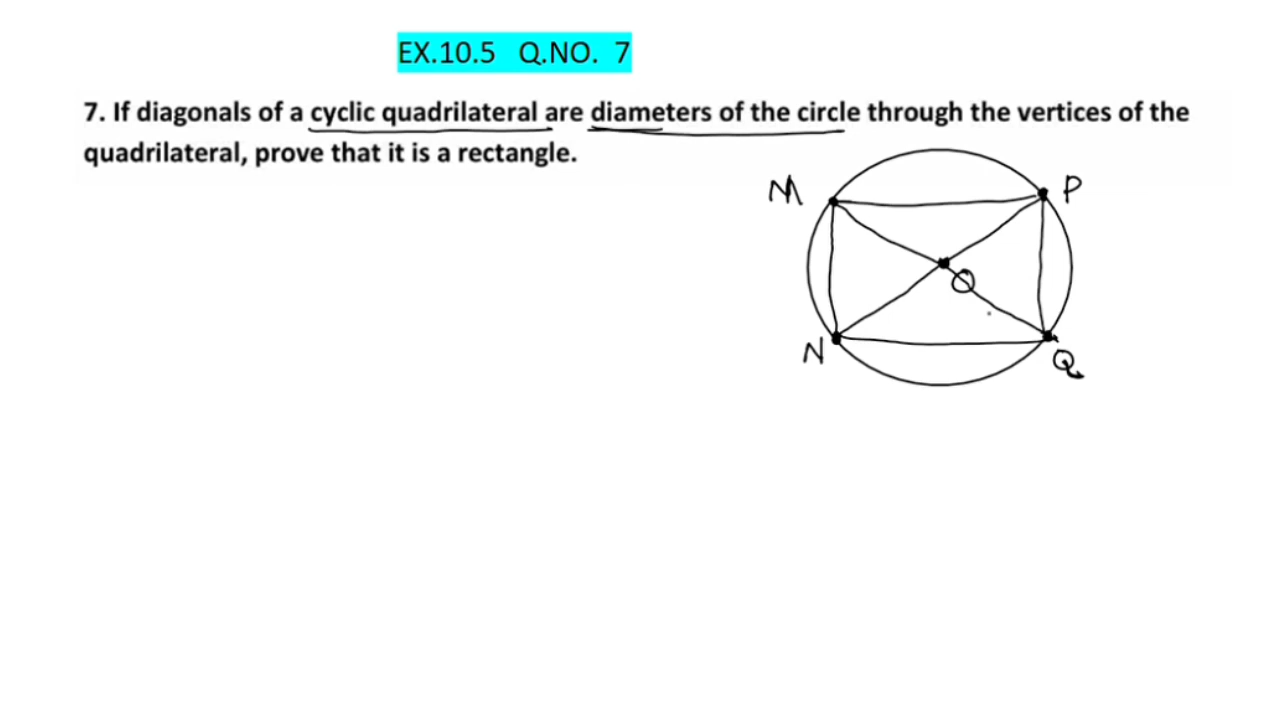 EX.10.5 Q.NO. 7
7. If diagonals of a cyclic quadrilateral are diameters of the circle through the vertices of the
quadrilateral, prove that it is a rectangle.
M
P
O
N
Q